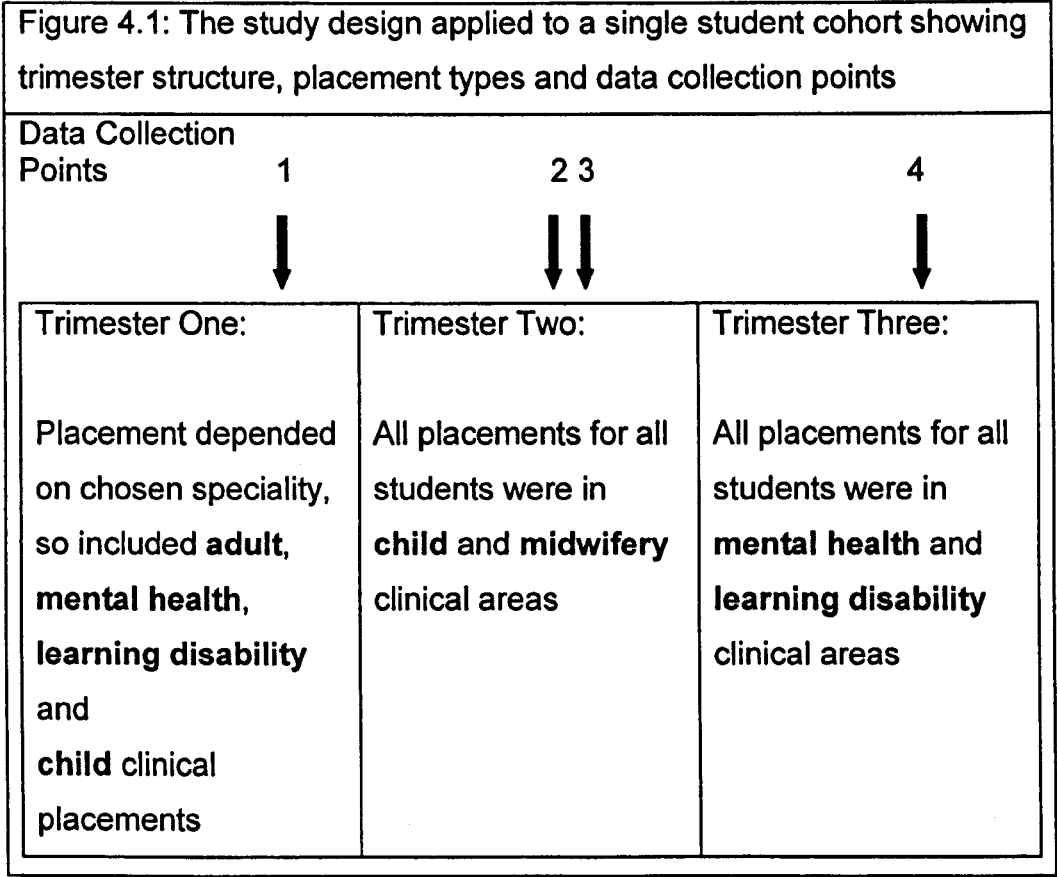 Figure 4.1: The study design applied to a single student cohort showing
trimester structure, placement types and data collection points
Data Collection
Points 1 2 3 4
Trimester One:
Placement depended
on chosen speciality,
so included adult,
mental health,
learning disability
and
child clinical
placements
Trimester Two:
All placements for all
students were in
child and midwifery
clinical areas
Trimester Three:
All placements for all
students were in
mental health and
learning disability
clinical areas